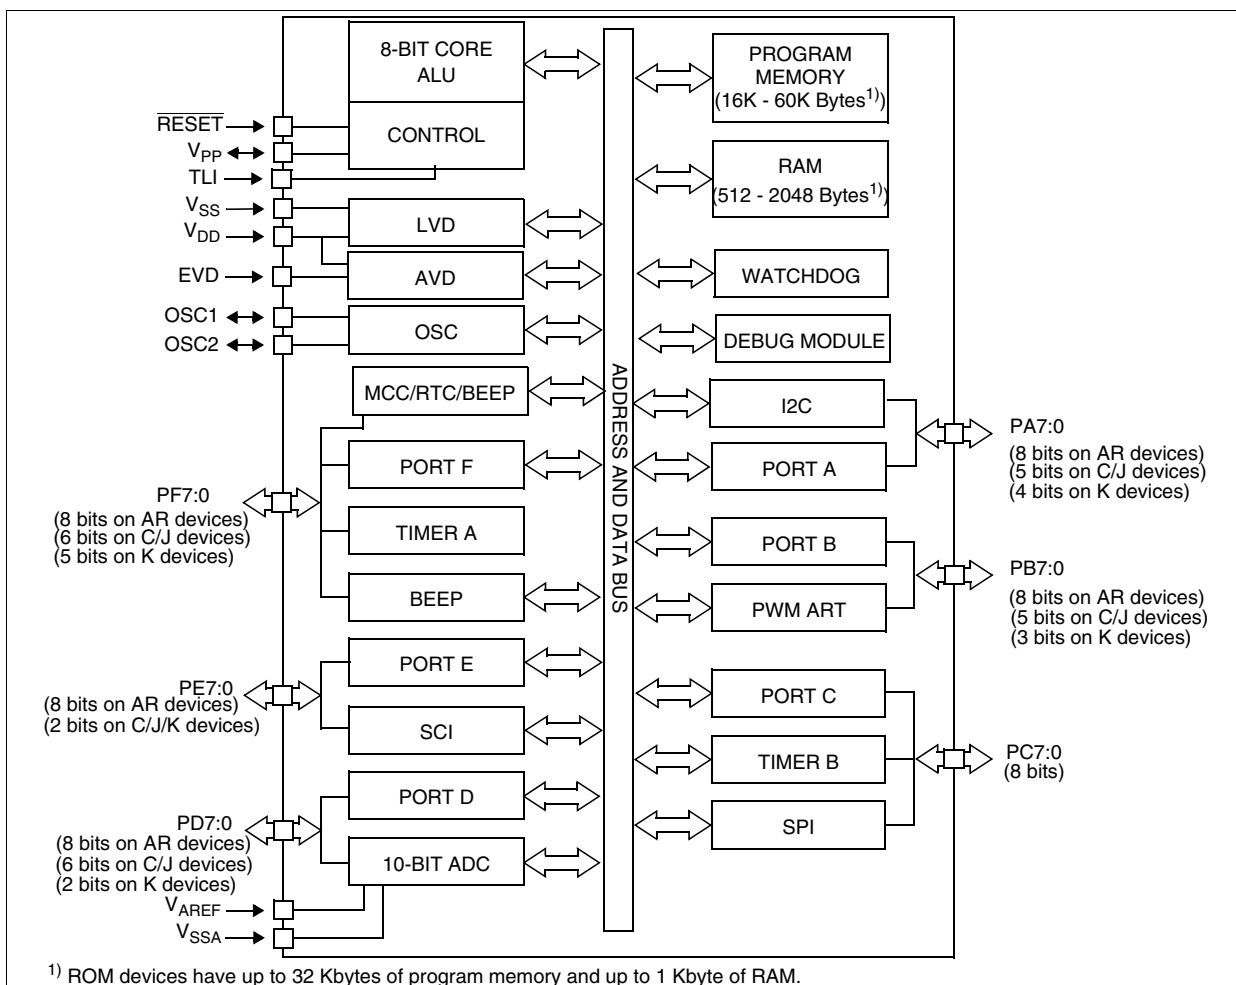 8-BIT CORE
ALU
CONTROL
RESET
VPP
TLI
VSS
VDD
EVD
OSC1
OSC2
LVD
AVD
OSC
MCC/RTC/BEEP
PORT F
TIMER A
BEEP
PF7:0
(8 bits on AR devices)
(6 bits on C/J devices)
(5 bits on K devices)
PORT E
SCI
PE7:0
(8 bits on AR devices)
(2 bits on C/J/K devices)
PORT D
10-BIT ADC
PD7:0
(8 bits on AR devices)
(6 bits on C/J devices)
(2 bits on K devices)
VAREF
VSSA
ADDRESS AND DATA BUS
PROGRAM
MEMORY
(16K - 60K Bytes1))
RAM
(512 - 2048 Bytes1))
WATCHDOG
DEBUG MODULE
I2C
PORT A
PA7:0
(8 bits on AR devices)
(5 bits on C/J devices)
(4 bits on K devices)
PORT B
PWM ART
PB7:0
(8 bits on AR devices)
(5 bits on C/J devices)
(3 bits on K devices)
PORT C
TIMER B
SPI
PC7:0
(8 bits)
1) ROM devices have up to 32 Kbytes of program memory and up to 1 Kbyte of RAM.